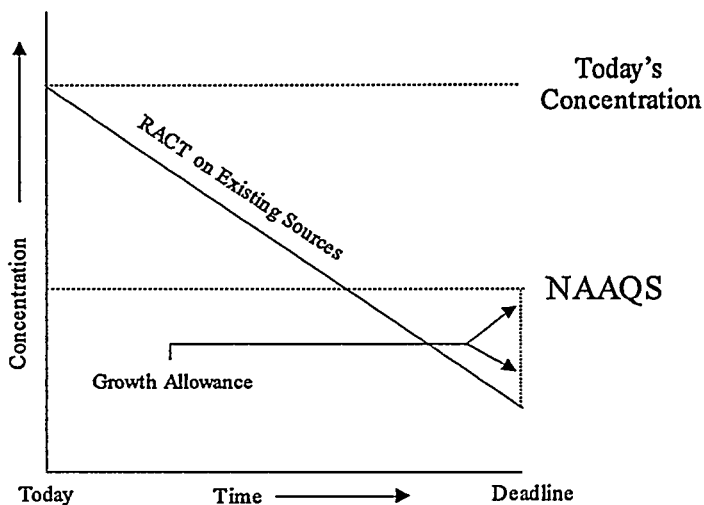 Today's
Concentration
RACT on Existing Sources
NAAQS
Concentration
Growth Allowance
Today
Time
Deadline